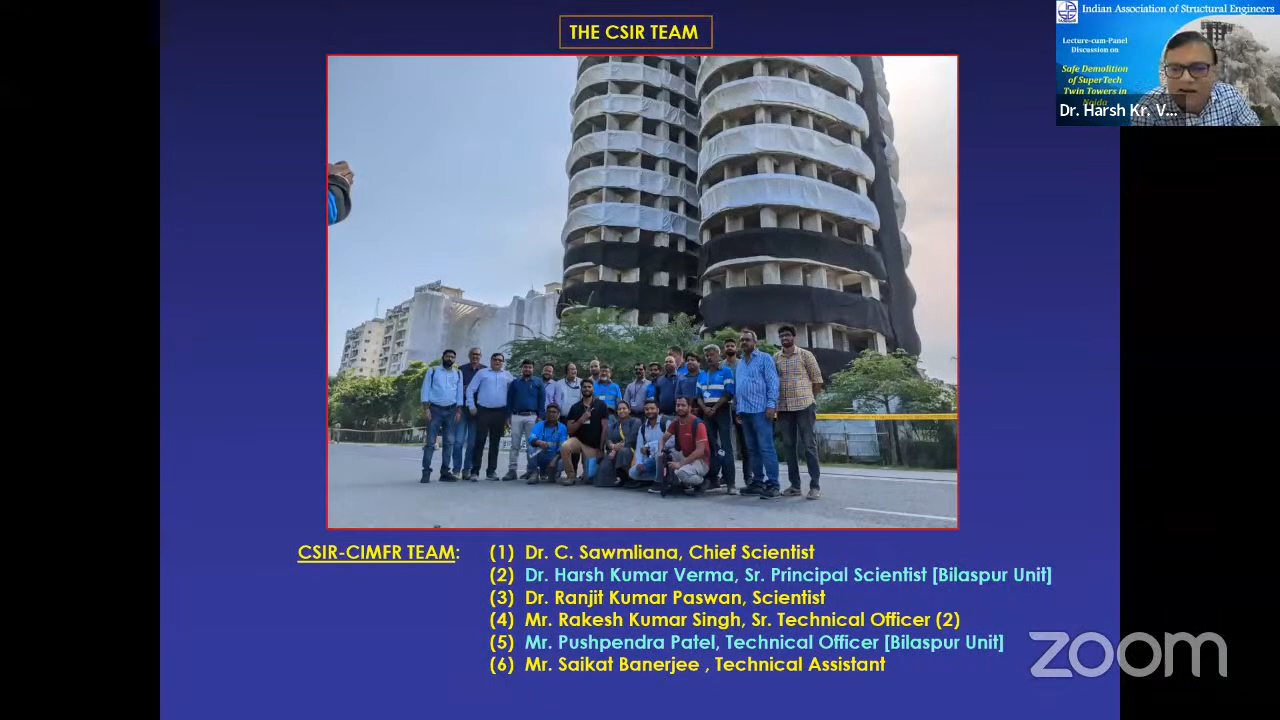 THE CSIR TEAM
Indian Association of Structural Engineers
Lecture-cum-Panel
Discussion on
Safe Demolition
of SuperTech
Twin Towers in
Noida
Dr. Harsh Kr. V...
CSIR-CIMFR TEAM:
(1) Dr. C. Sawmliana, Chief Scientist
(2) Dr. Harsh Kumar Verma, Sr. Principal Scientist [Bilaspur Unit]
(3) Dr. Ranjit Kumar Paswan, Scientist
(4) Mr. Rakesh Kumar Singh, Sr. Technical Officer (2)
(5) Mr. Pushpendra Patel, Technical Officer [Bilaspur Unit]
(6) Mr. Saikat Banerjee , Technical Assistant
zoom